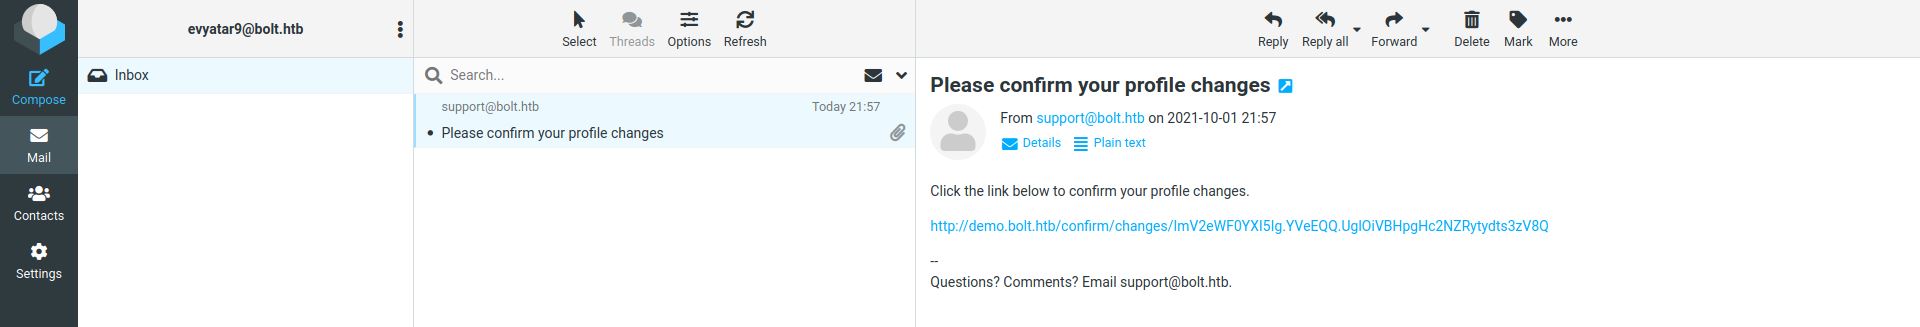 evyatar9@bolt.htb
Select
Threads
Options
Refresh
Reply
Reply all
Forward
Delete
Mark
More
Compose
Mail
Contacts
Settings
Inbox
Search...
support@bolt.htb Today 21:57
Please confirm your profile changes
Please confirm your profile changes
From support@bolt.htb on 2021-10-01 21:57
Details Plain text
Click the link below to confirm your profile changes.
http://demo.bolt.htb/confirm/changes/ImV2eWF0YXI5Ig.YVeEQQ.UglOiVBHpgHc2NZRytydts3zV8Q
--
Questions? Comments? Email support@bolt.htb.